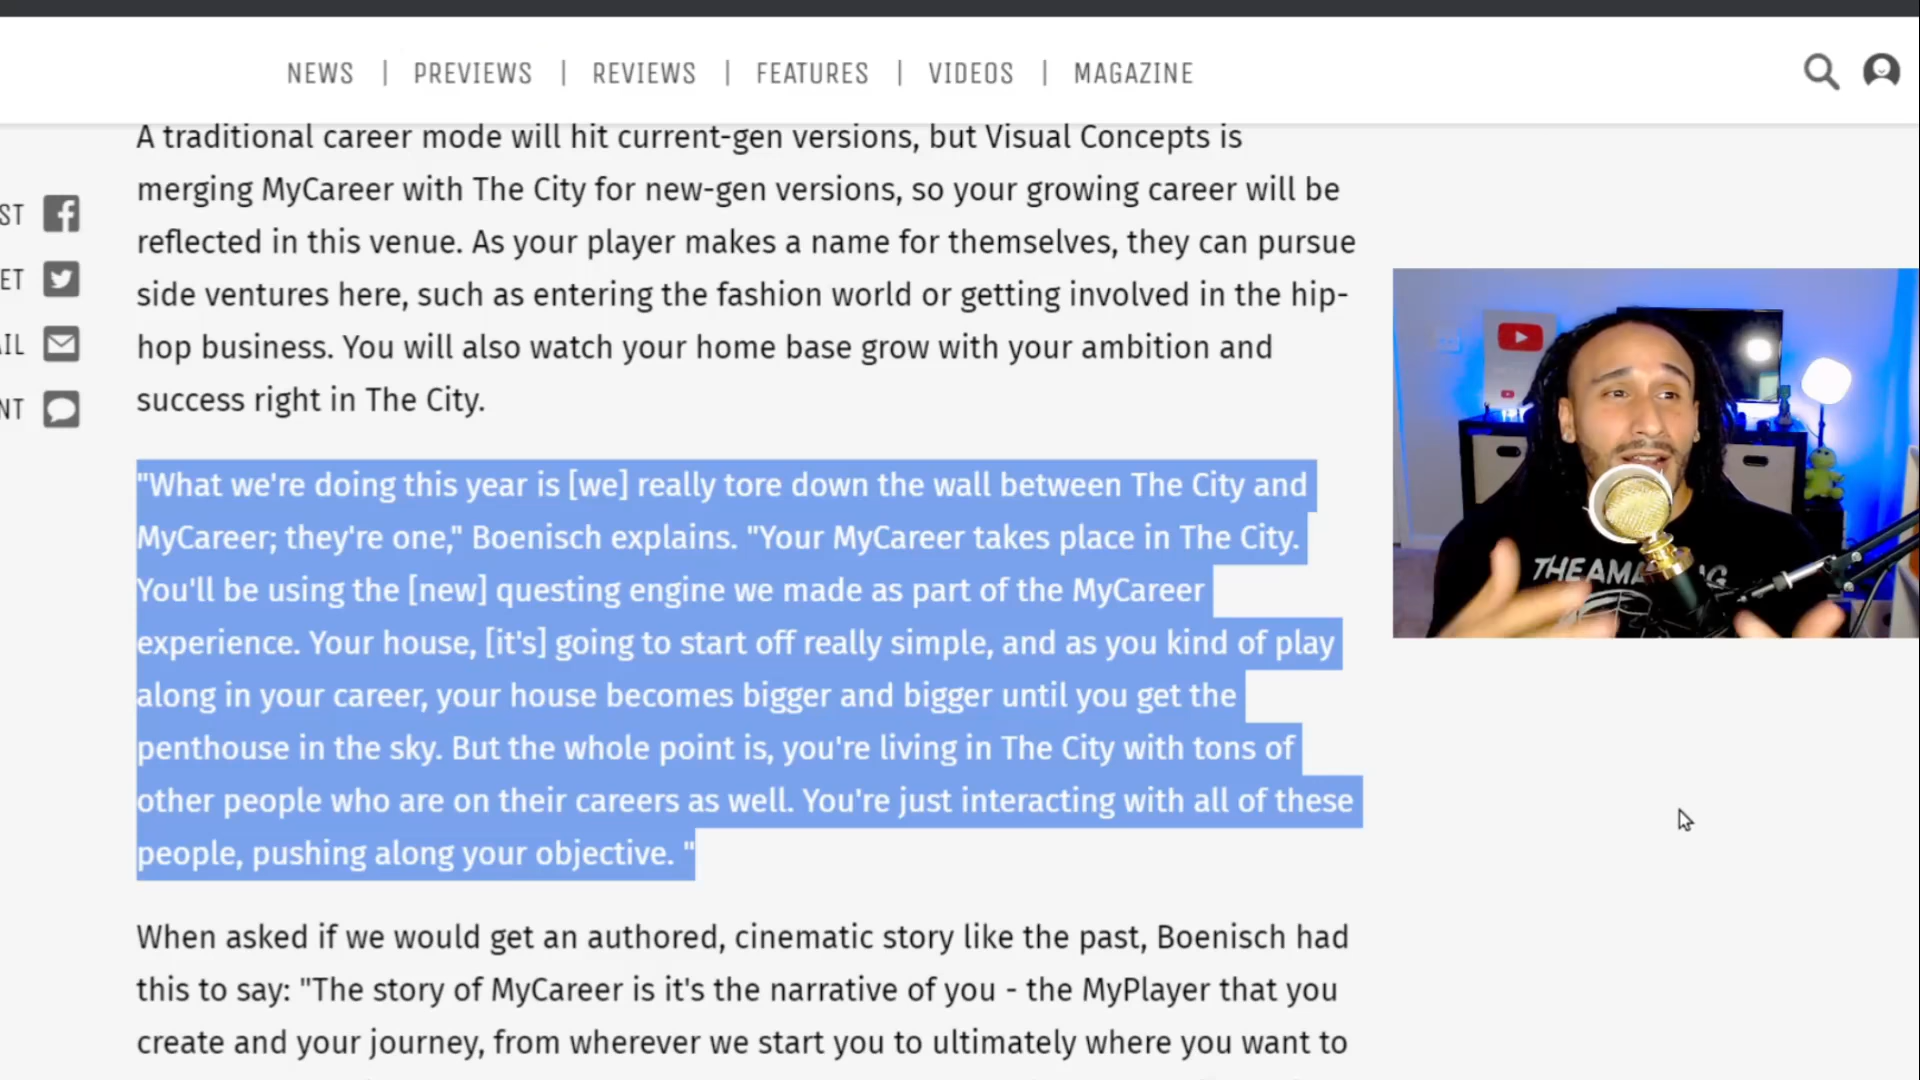 NEWS | PREVIEWS | REVIEWS | FEATURES | VIDEOS | MAGAZINE
A traditional career mode will hit current-gen versions, but Visual Concepts is
merging MyCareer with The City for new-gen versions, so your growing career will be
reflected in this venue. As your player makes a name for themselves, they can pursue
side ventures here, such as entering the fashion world or getting involved in the hip-
hop business. You will also watch your home base grow with your ambition and
success right in The City.
"What we're doing this year is [we] really tore down the wall between The City and
MyCareer; they're one," Boenisch explains. "Your MyCareer takes place in The City.
You'll be using the [new] questing engine we made as part of the MyCareer
experience. Your house, [it's] going to start off really simple, and as you kind of play
along in your career, your house becomes bigger and bigger until you get the
penthouse in the sky. But the whole point is, you're living in The City with tons of
other people who are on their careers as well. You're just interacting with all of these
people, pushing along your objective. "
When asked if we would get an authored, cinematic story like the past, Boenisch had
this to say: "The story of MyCareer is it's the narrative of you - the MyPlayer that you
create and your journey, from wherever we start you to ultimately where you want to
ST
ET
IL
NT